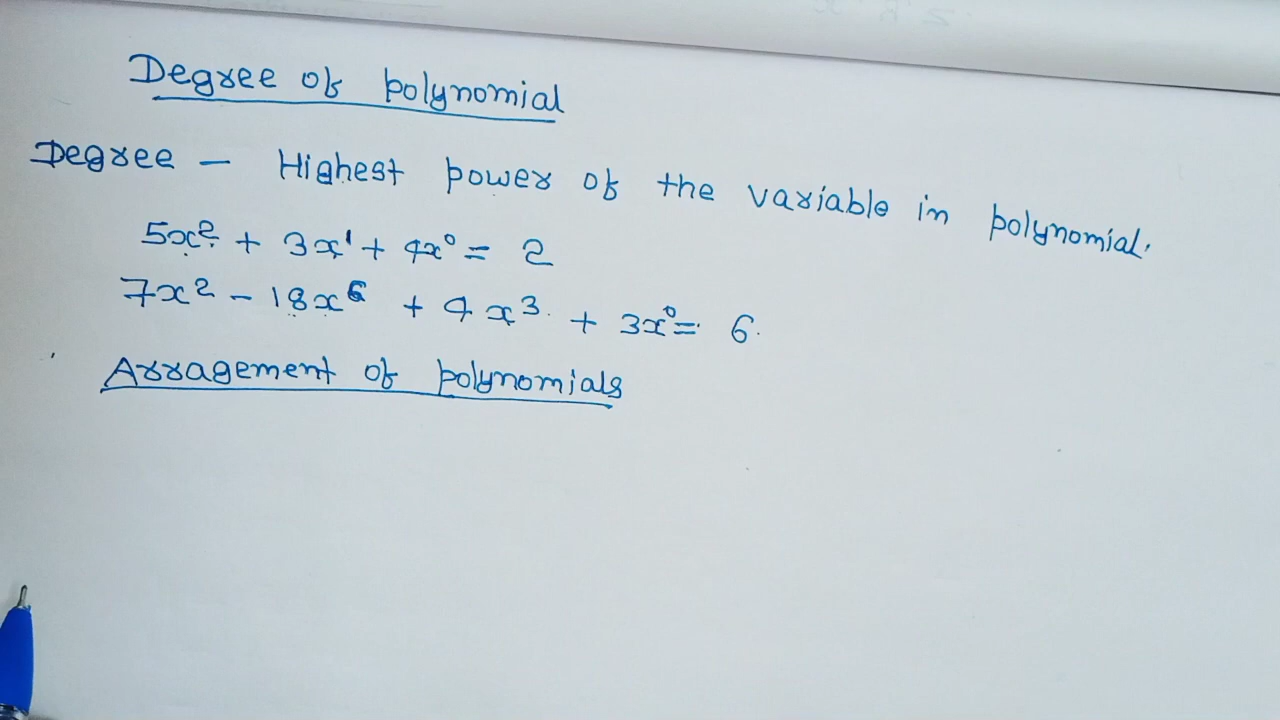 Degree of polynomial
Degree – Highest power of the variable in polynomial.
5x² + 3x¹ + 4x⁰ = 2
7x² – 18x⁶ + 4x³ + 3x⁰ = 6.
Arragement of polynomials